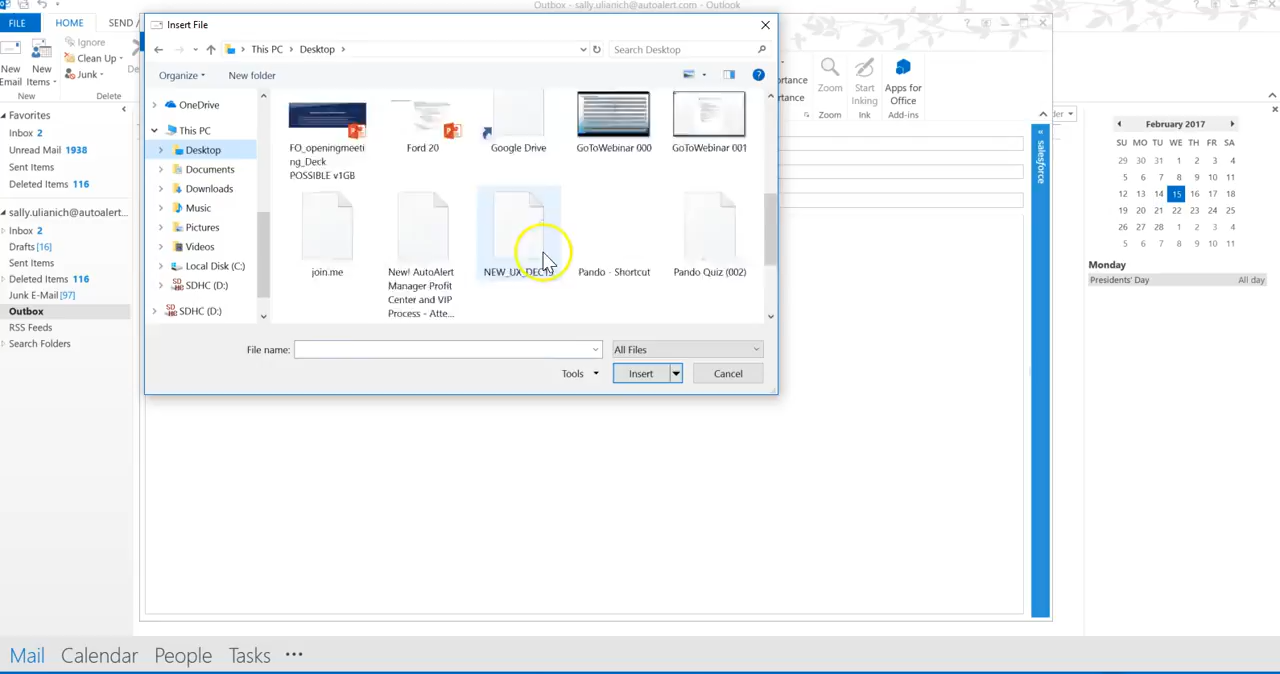 Outbox - sally.ulianich@autoalert.com - Outlook
FILE
HOME
SEND /
Insert File
This PC
Desktop
Search Desktop
Organize
New folder
Ignore
Clean Up
Junk
New
Email
New
Items
New
Delete
Favorites
Inbox 2
Unread Mail 1938
Sent Items
Deleted Items 116
sally.ulianich@autoalert...
Inbox 2
Drafts [16]
Sent Items
Deleted Items 116
Junk E-Mail [97]
Outbox
RSS Feeds
Search Folders
OneDrive
This PC
Desktop
Documents
Downloads
Music
Pictures
Videos
Local Disk (C:)
SDHC (D:)
SDHC (D:)
FO_openingmeeti
ng_Deck
POSSIBLE v1GB
Ford 20
Google Drive
GoToWebinar 000
GoToWebinar 001
join.me
New! AutoAlert
Manager Profit
Center and VIP
Process - Atte...
Pando - Shortcut
Pando Quiz (002)
File name:
All Files
Tools
Insert
Cancel
Zoom
Start
Inking
Apps for
Office
Zoom
Ink
Add-ins
salesforce
February 2017
SU MO TU WE TH FR SA
29 30 31 1 2 3 4
5 6 7 8 9 10 11
12 13 14 15 16 17 18
19 20 21 22 23 24 25
26 27 28 1 2 3 4
5 6 7 8 9 10 11
Monday
Presidents' Day All day
Mail Calendar People Tasks ...